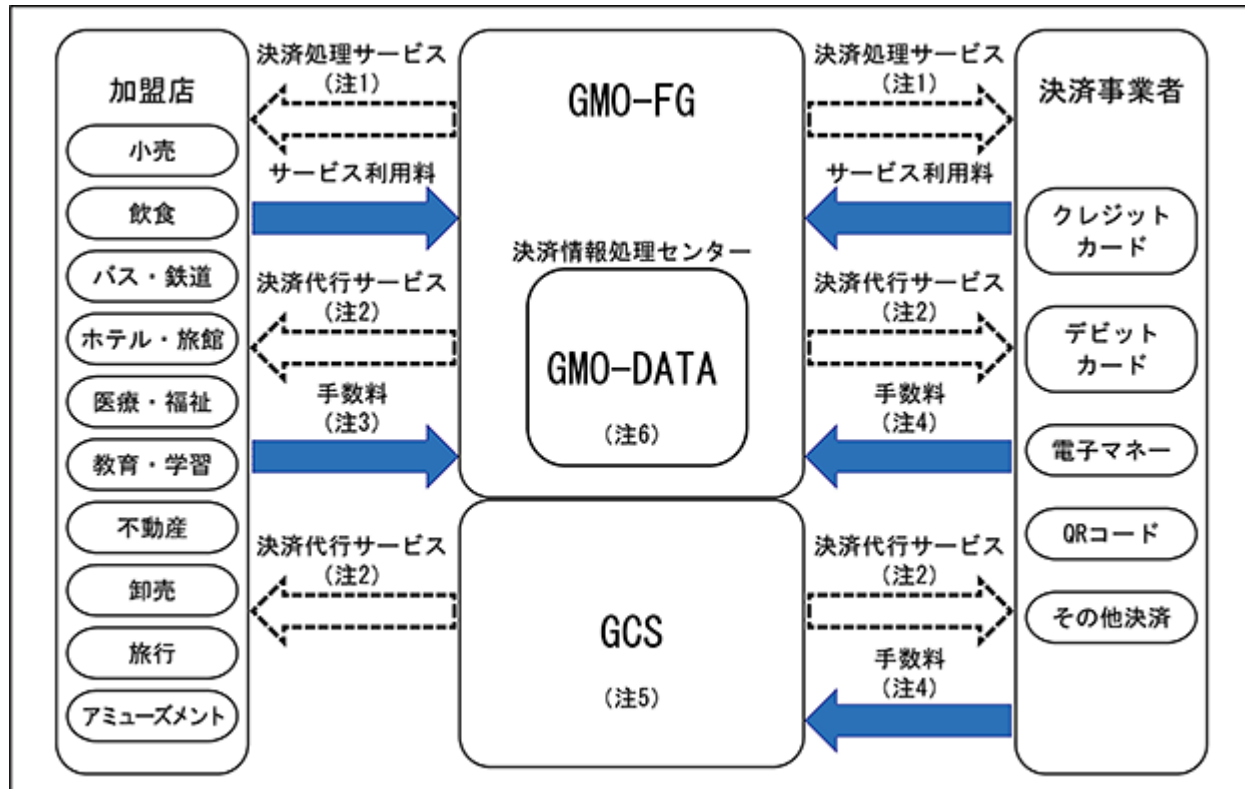 加盟店
小売
飲食
バス・鉄道
ホテル・旅館
医療・福祉
教育・学習
不動産
卸売
旅行
アミューズメント
決済処理サービス
(注1)
サービス利用料
決済代行サービス
(注2)
手数料
(注3)
決済代行サービス
(注2)
GMO-FG
決済情報処理センター
GMO-DATA
(注6)
GCS
(注5)
決済処理サービス
(注1)
サービス利用料
決済代行サービス
(注2)
手数料
(注4)
決済代行サービス
(注2)
手数料
(注4)
決済事業者
クレジット
カード
デビット
カード
電子マネー
QRコード
その他決済